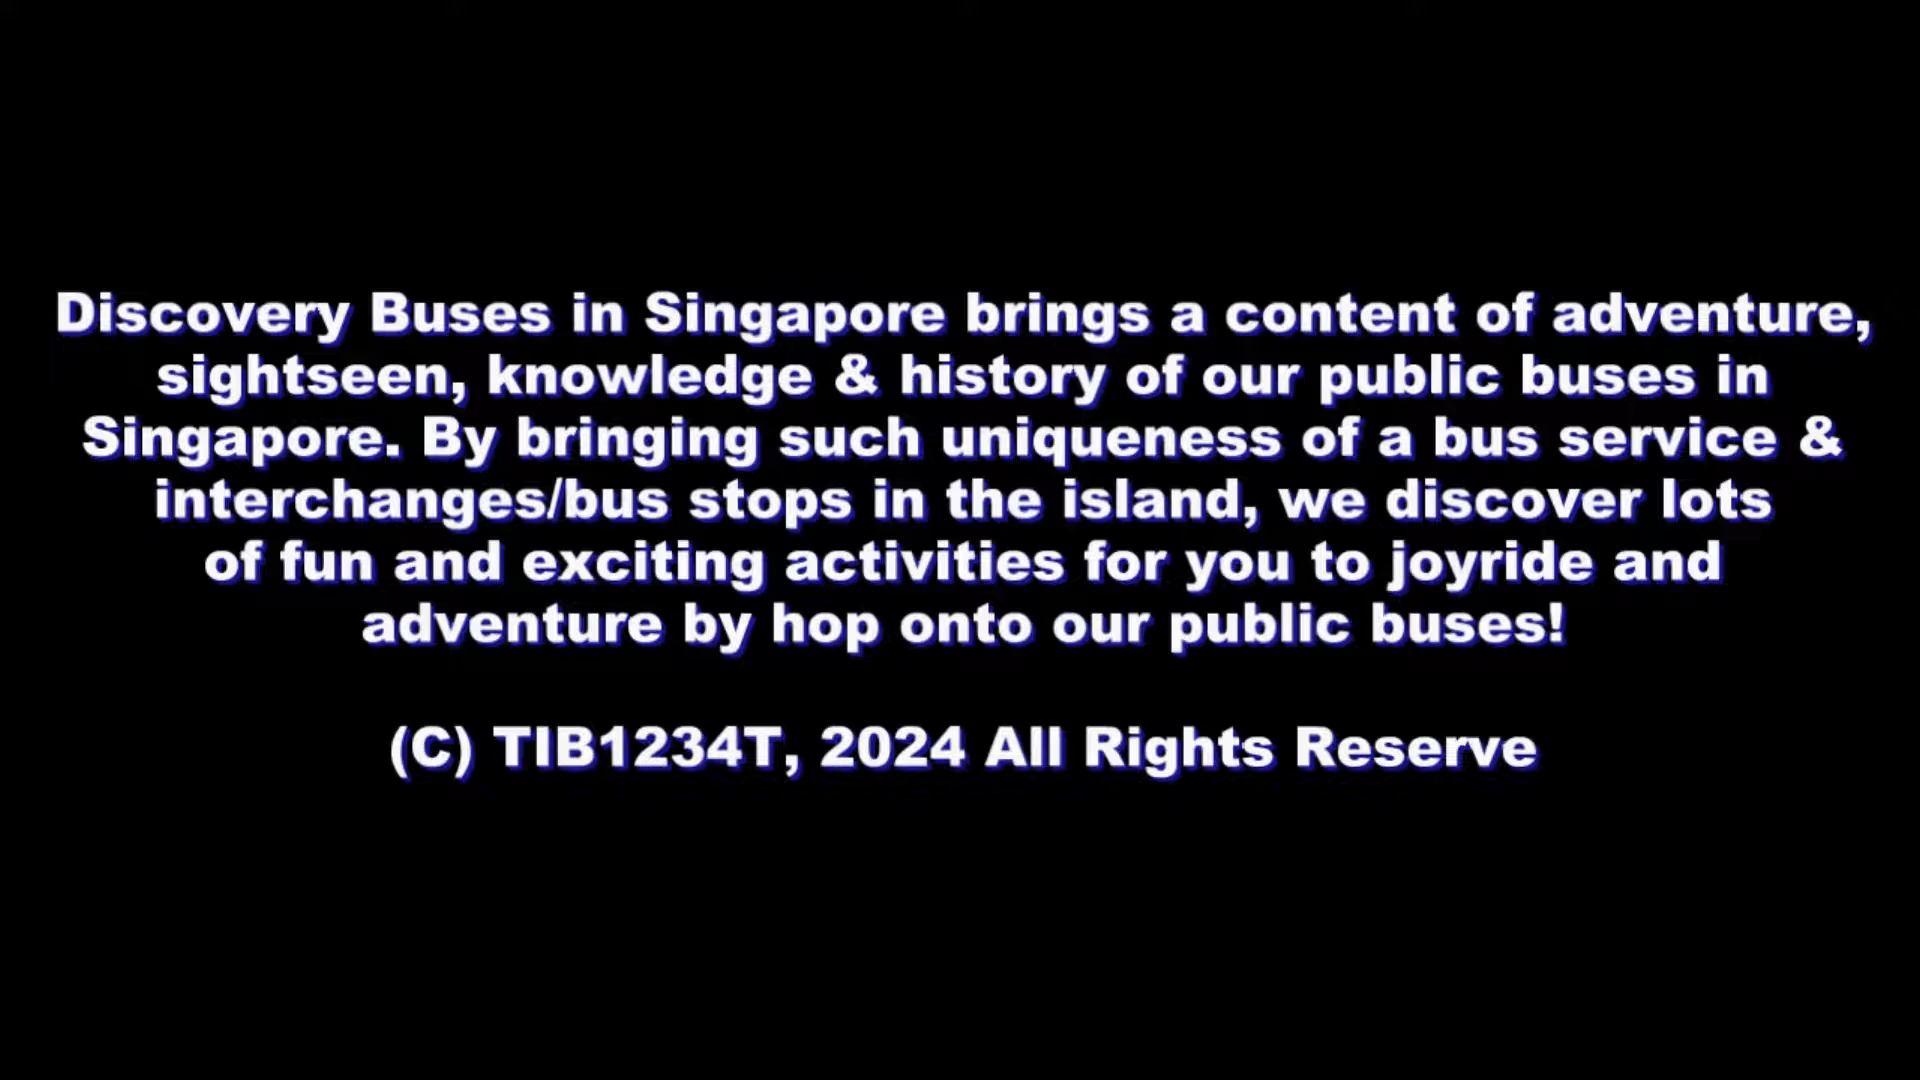 Discovery Buses in Singapore brings a content of adventure,
sightseen, knowledge & history of our public buses in
Singapore. By bringing such uniqueness of a bus service &
interchanges/bus stops in the island, we discover lots
of fun and exciting activities for you to joyride and
adventure by hop onto our public buses!
(C) TIB1234T, 2024 All Rights Reserve